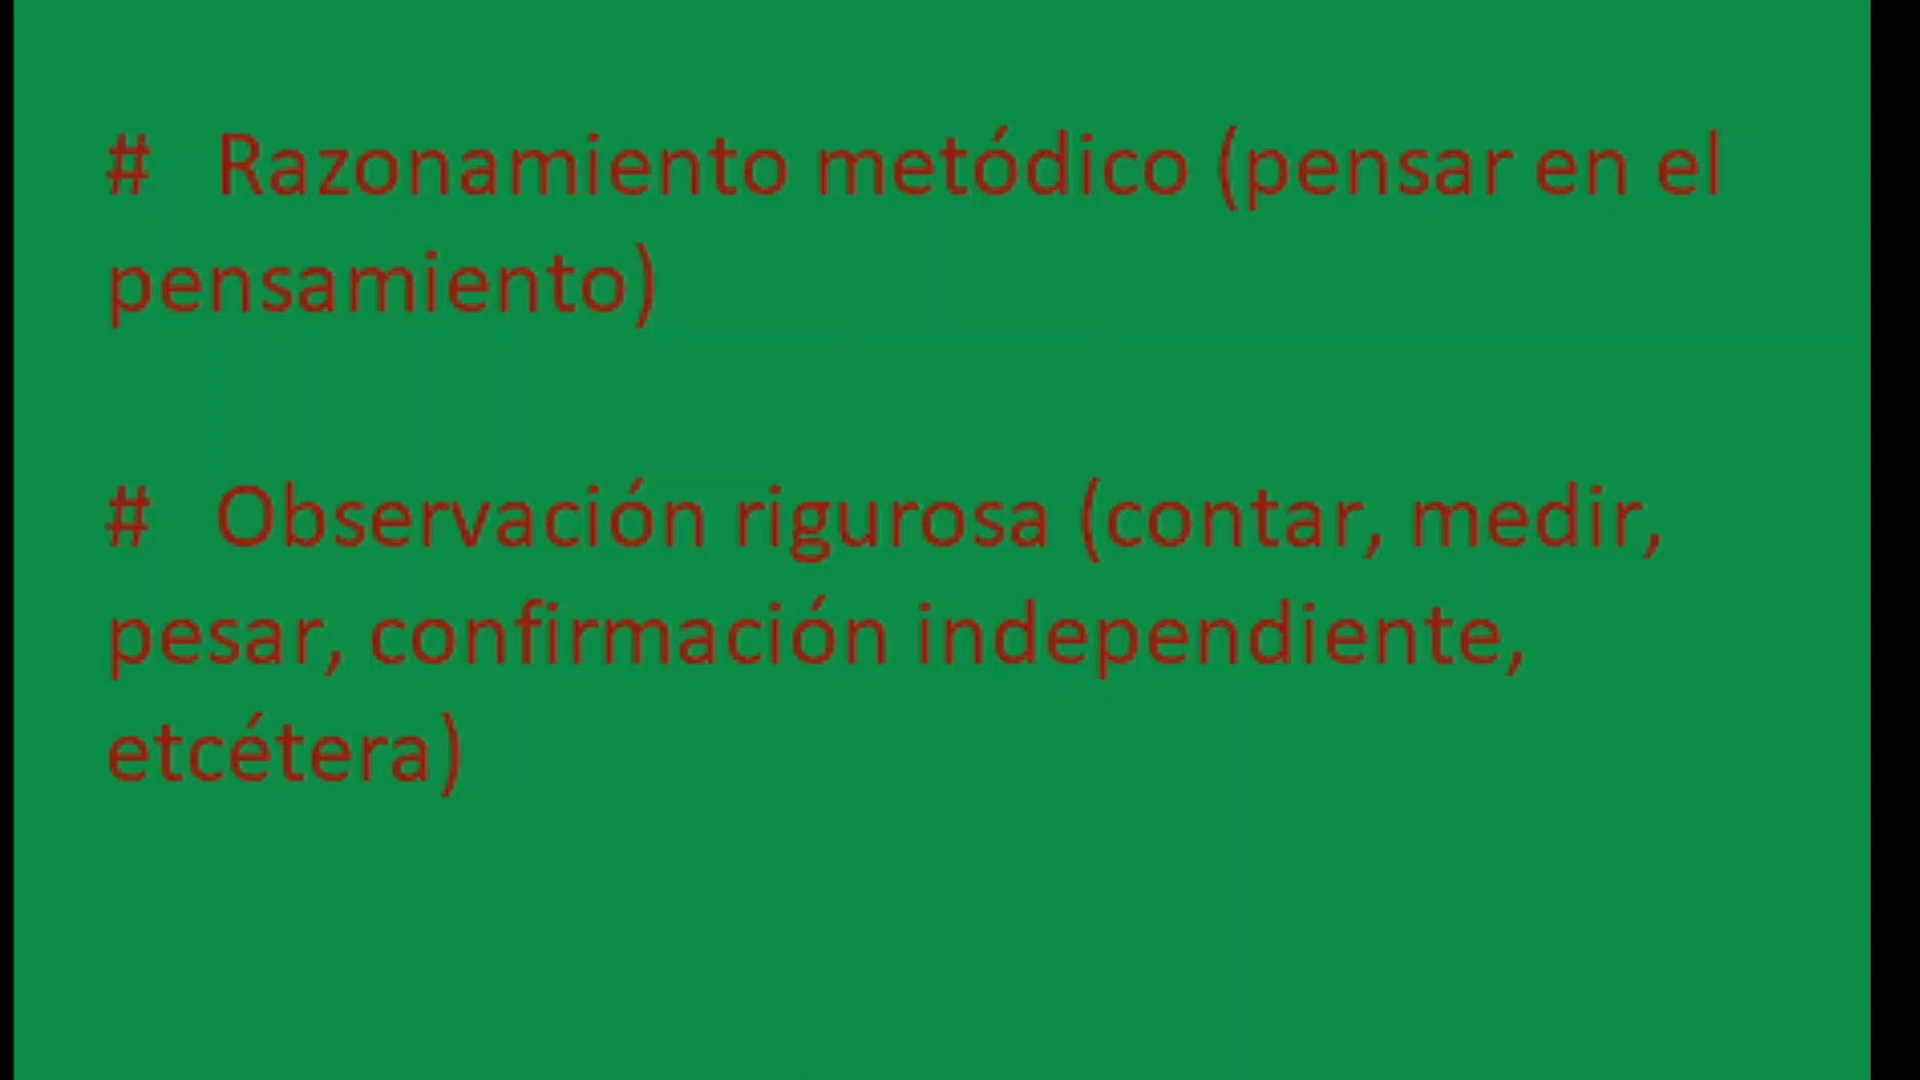 # Razonamiento metódico (pensar en el
pensamiento)
# Observación rigurosa (contar, medir,
pesar, confirmación independiente,
etcétera)